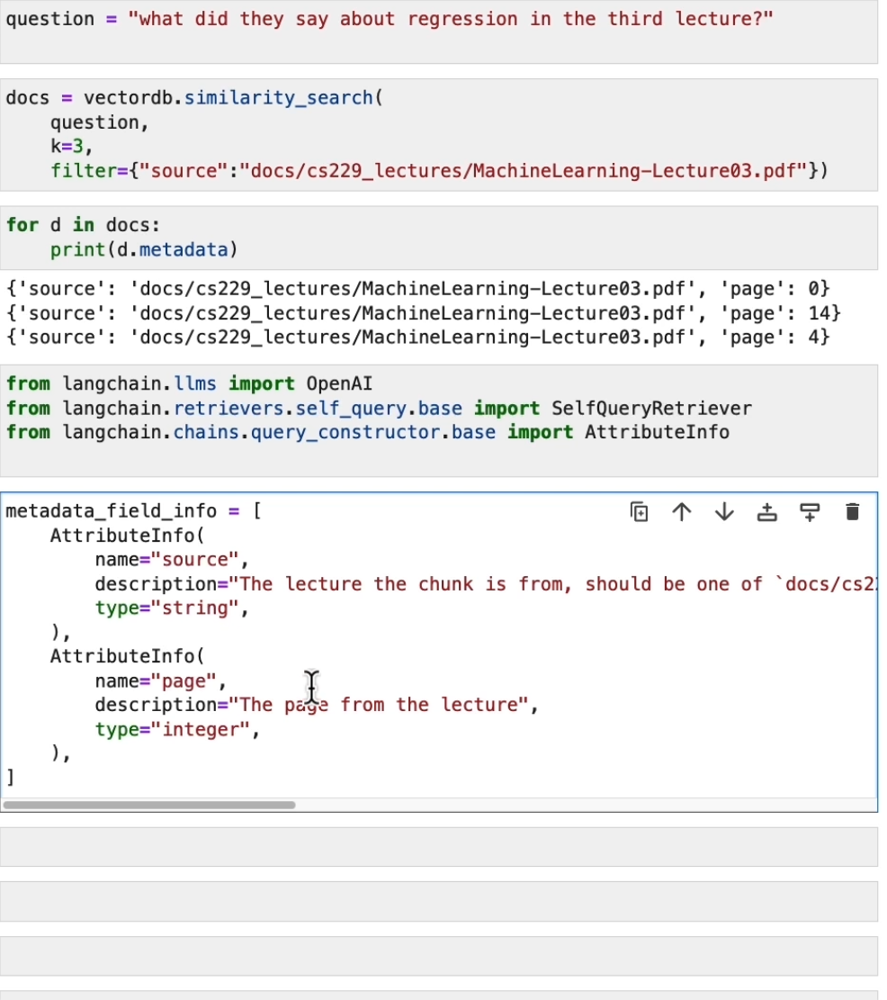 question = "what did they say about regression in the third lecture?"
docs = vectordb.similarity_search(
    question,
    k=3,
    filter={"source":"docs/cs229_lectures/MachineLearning-Lecture03.pdf"})
for d in docs:
    print(d.metadata)
{'source': 'docs/cs229_lectures/MachineLearning-Lecture03.pdf', 'page': 0}
{'source': 'docs/cs229_lectures/MachineLearning-Lecture03.pdf', 'page': 14}
{'source': 'docs/cs229_lectures/MachineLearning-Lecture03.pdf', 'page': 4}
from langchain.llms import OpenAI
from langchain.retrievers.self_query.base import SelfQueryRetriever
from langchain.chains.query_constructor.base import AttributeInfo
metadata_field_info = [
    AttributeInfo(
        name="source",
        description="The lecture the chunk is from, should be one of `docs/cs2
        type="string",
    ),
    AttributeInfo(
        name="page",
        description="The page from the lecture",
        type="integer",
    ),
]